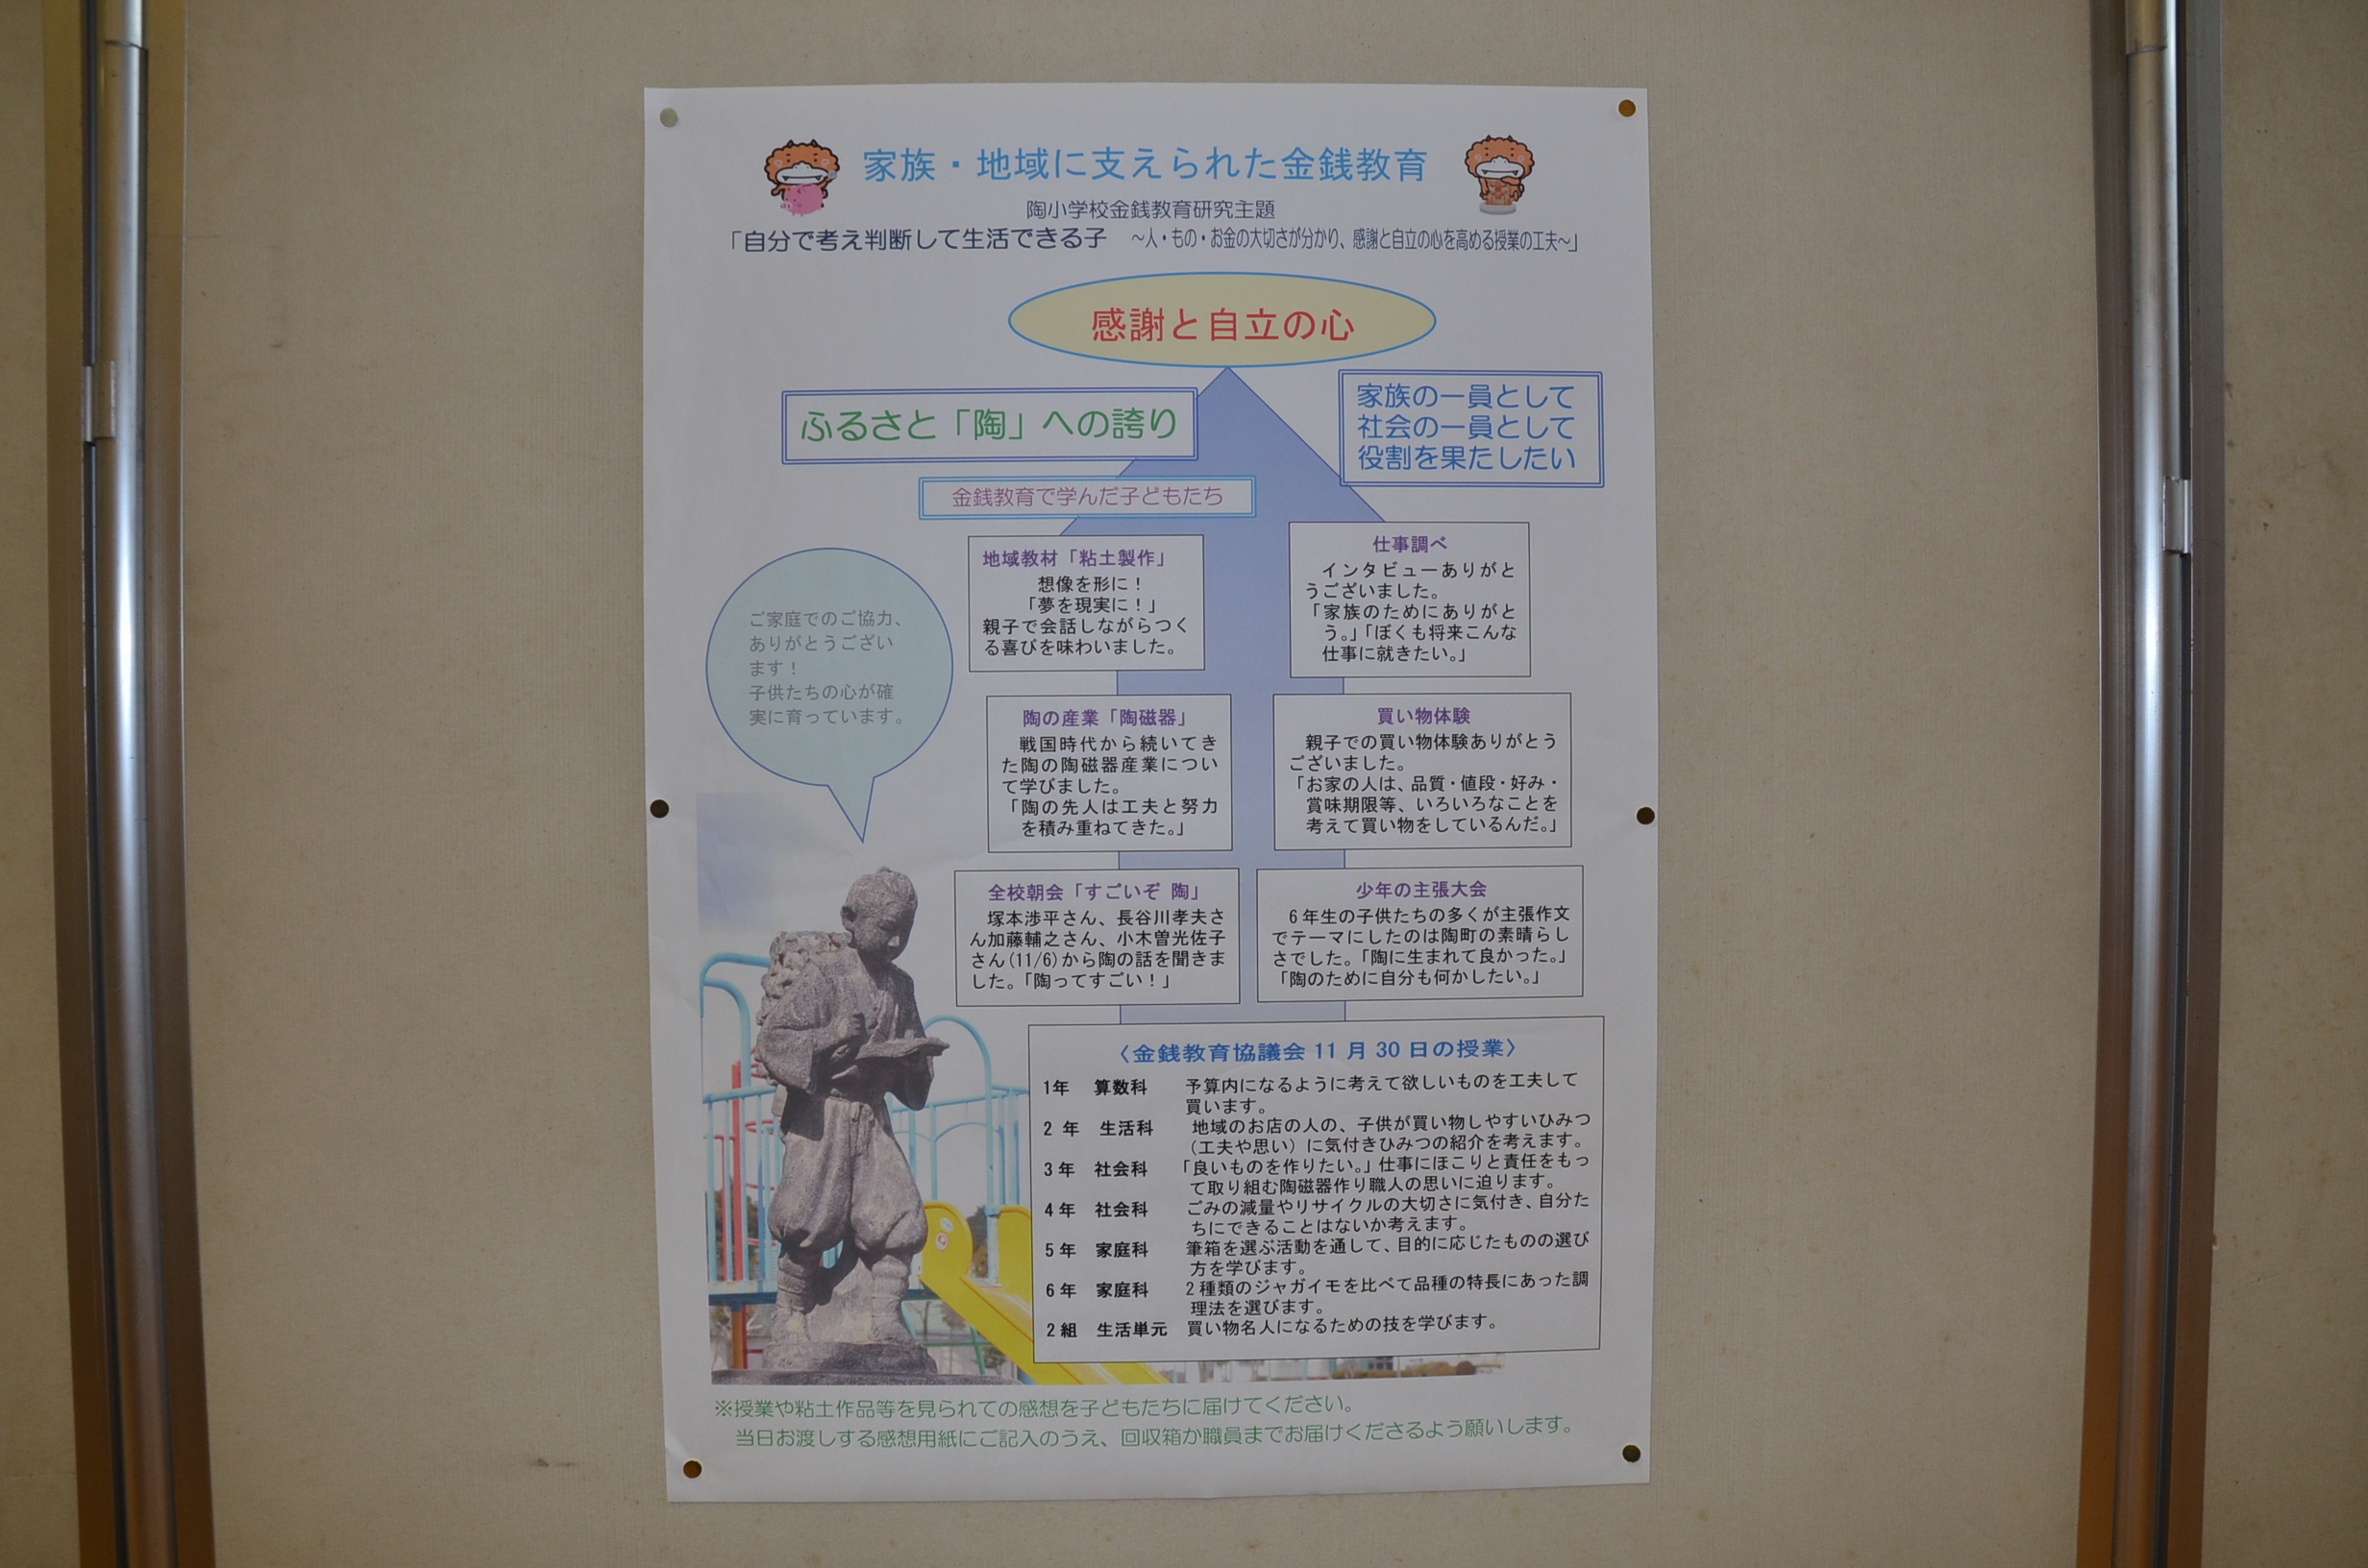 家族・地域に支えられた金銭教育
陶小学校金銭教育研究主題
「自分で考え判断して生活できる子　～人・もの・お金の大切さが分かり、感謝と自立の心を高める授業の工夫～」
感謝と自立の心
ふるさと「陶」への誇り
家族の一員として
社会の一員として
役割を果たしたい
金銭教育で学んだ子どもたち
地域教材「粘土製作」
想像を形に！
「夢を現実に！」
親子で会話しながらつく
る喜びを味わいました。
仕事調べ
インタビューありがと
うございました。
「家族のためにありがと
う。」「ぼくも将来こんな
仕事に就きたい。」
ご家庭でのご協力、
ありがとうござい
ます！
子供たちの心が確
実に育っています。
陶の産業「陶磁器」
戦国時代から続いてき
た陶の陶磁器産業につい
て学びました。
「陶の先人は工夫と努力
を積み重ねてきた。」
買い物体験
親子での買い物体験ありがとう
ございました。
「お家の人は、品質・値段・好み・
賞味期限等、いろいろなことを
考えて買い物をしているんだ。」
全校朝会「すごいぞ 陶」
塚本渉平さん、長谷川孝夫さ
ん加藤輔之さん、小木曽光佐子
さん(11/6)から陶の話を聞きま
した。「陶ってすごい！」
少年の主張大会
6年生の子供たちの多くが主張作文
でテーマにしたのは陶町の素晴らし
さでした。「陶に生まれて良かった。」
「陶のために自分も何かしたい。」
〈金銭教育協議会 11 月 30 日の授業〉
1年　算数科　予算内になるように考えて欲しいものを工夫して
買います。
2 年　生活科　地域のお店の人の、子供が買い物しやすいひみつ
（工夫や思い）に気付きひみつの紹介を考えます。
3 年　社会科　「良いものを作りたい。」仕事にほこりと責任をもっ
て取り組む陶磁器作り職人の思いに迫ります。
4 年　社会科　ごみの減量やリサイクルの大切さに気付き、自分た
ちにできることはないか考えます。
5 年　家庭科　筆箱を選ぶ活動を通して、目的に応じたものの選び
方を学びます。
6 年　家庭科　2 種類のジャガイモを比べて品種の特長にあった調
理法を選びます。
2 組　生活単元　買い物名人になるための技を学びます。
※授業や粘土作品等を見られての感想を子どもたちに届けてください。
当日お渡しする感想用紙にご記入のうえ、回収箱か職員までお届けくださるよう願いします。